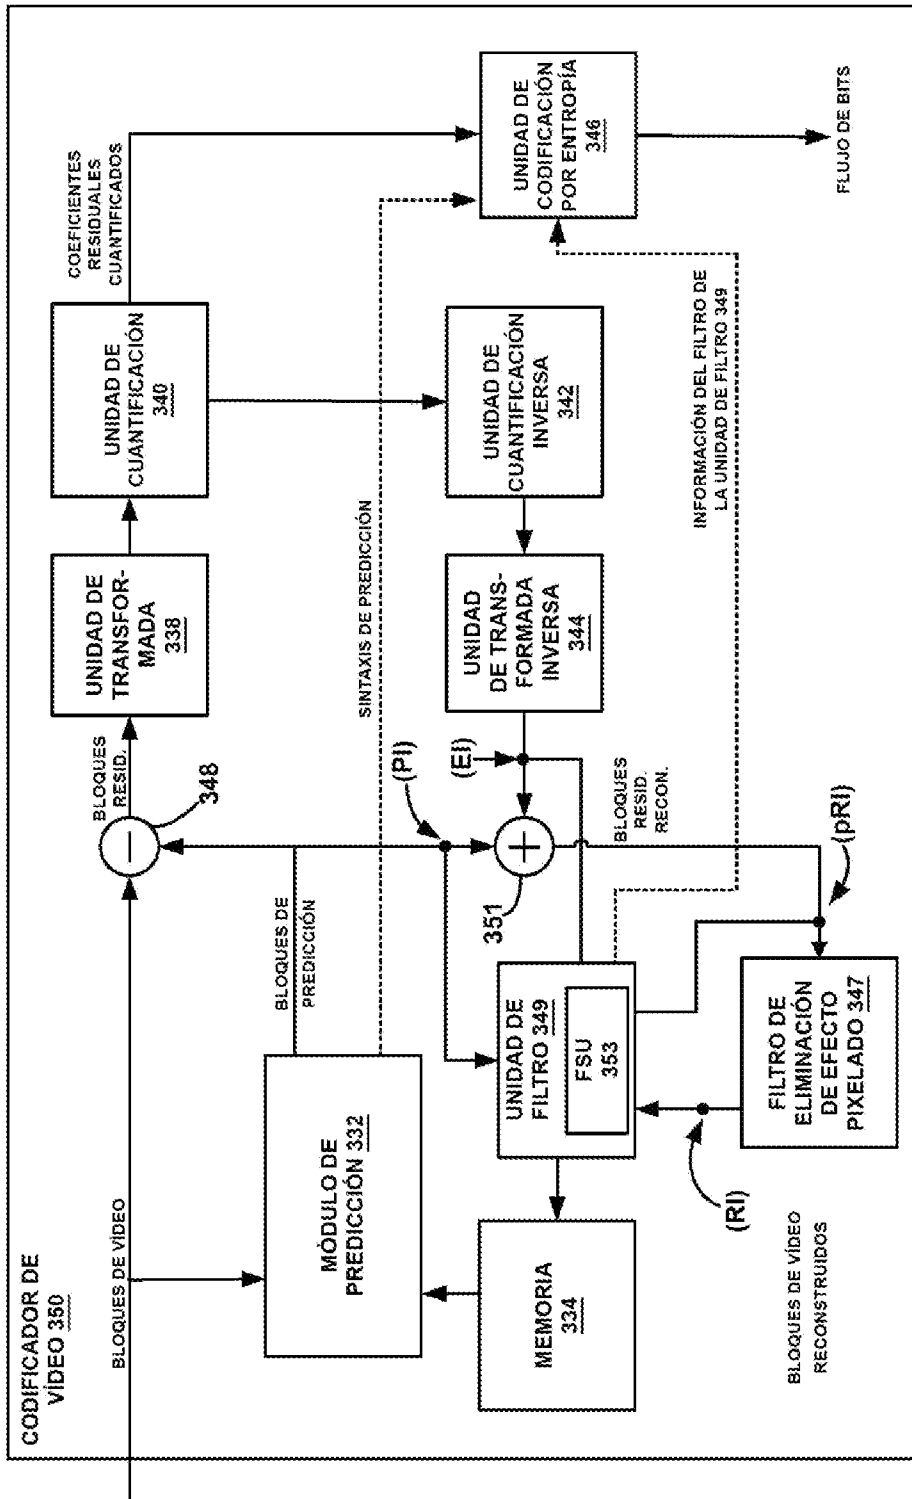 CODIFICADOR DE
VÍDEO 350
BLOQUES DE VÍDEO
348
BLOQUES
RESID.
UNIDAD DE
TRANSFOR-
MADA
338
UNIDAD DE
CUANTIFICACIÓN
340
COEFICIENTES
RESIDUALES
CUANTIFICADOS
MÓDULO DE
PREDICCIÓN 332
BLOQUES DE
PREDICCIÓN
SINTAXIS DE PREDICCIÓN
(PI)
(EI)
351
UNIDAD
DE TRANS-
FORMADA
INVERSA
344
UNIDAD DE
CUANTIFICACIÓN
INVERSA
342
UNIDAD DE
CODIFICACIÓN
POR ENTROPÍA
346
MEMORIA
334
UNIDAD DE
FILTRO 349
FSU
353
BLOQUES
RESID.
RECON.
INFORMACIÓN DEL FILTRO DE
LA UNIDAD DE FILTRO 349
(RI)
(pRI)
FILTRO DE
ELIMINACIÓN
DE EFECTO
PIXELADO 347
BLOQUES DE VÍDEO
RECONSTRUIDOS
FLUJO DE BITS